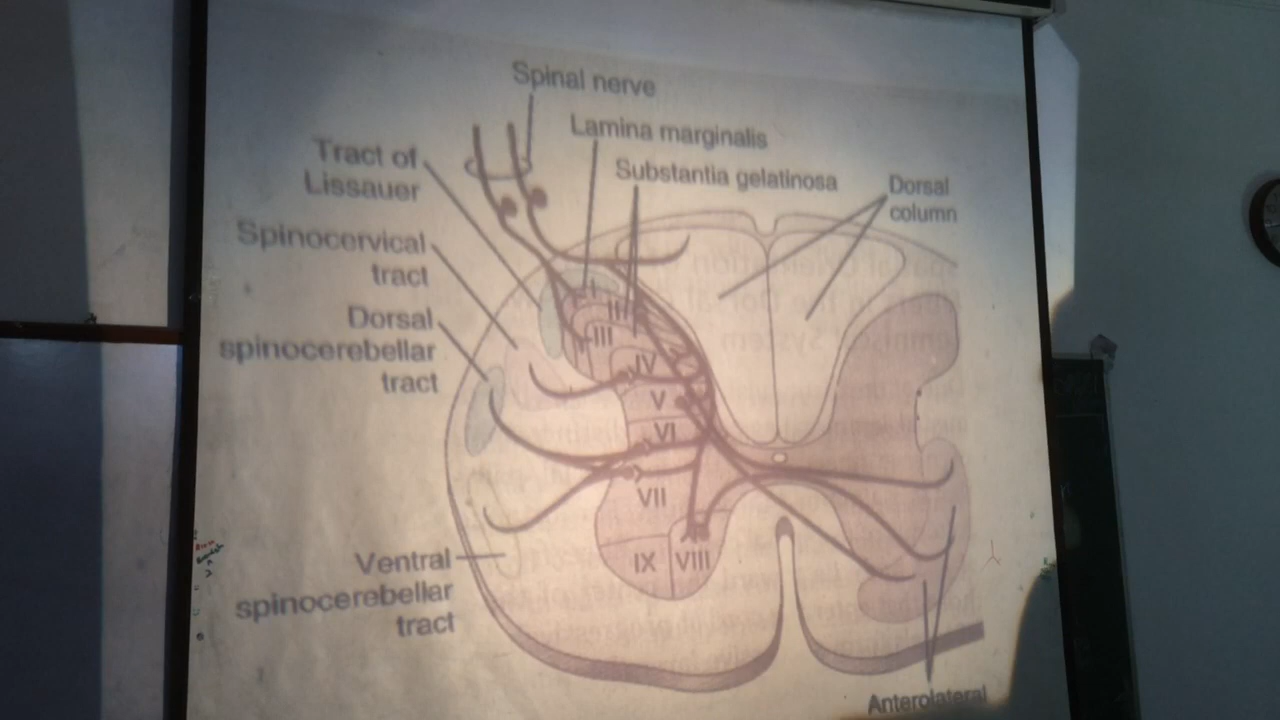 Spinal nerve
Lamina marginalis
Substantia gelatinosa
Dorsal
column
Tract of
Lissauer
Spinocervical
tract
Dorsal
spinocerebellar
tract
I
II
III
IV
V
VI
VII
IX
VIII
Ventral
spinocerebellar
tract
Anterolateral